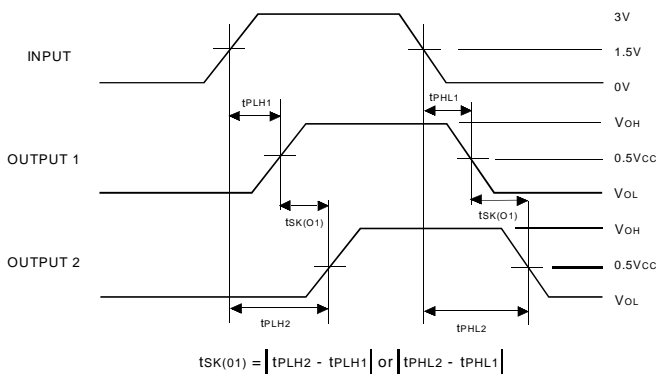 3V
INPUT
1.5V
0V
tPLH1
tPHL1
VOH
OUTPUT 1
0.5VCC
VOL
tSK(O1)
tSK(O1)
VOH
OUTPUT 2
0.5VCC
VOL
tPLH2
tPHL2
tSK(01) = |tPLH2 - tPLH1| or |tPHL2 - tPHL1|